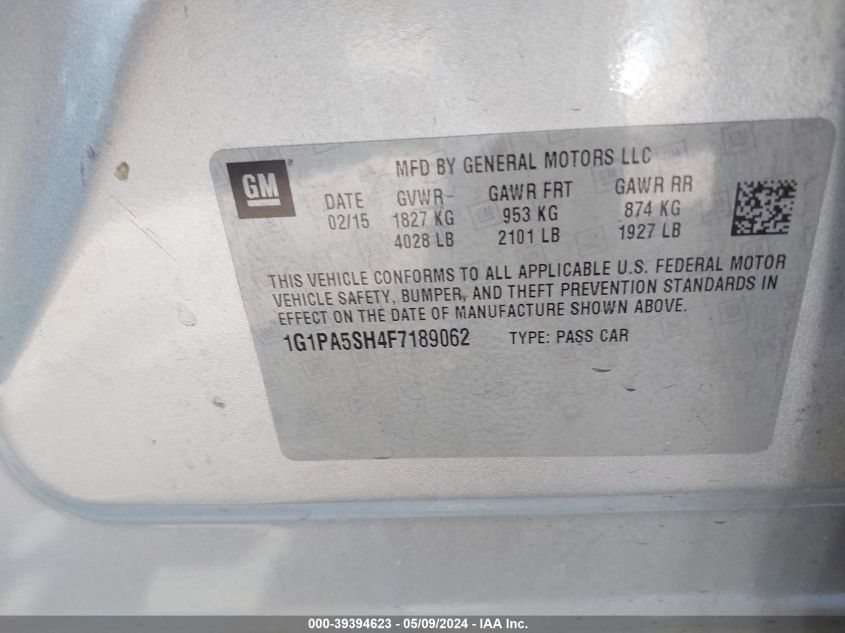 GM
®
MFD BY GENERAL MOTORS LLC
DATE GVWR GAWR FRT GAWR RR
02/15 1827 KG 953 KG 874 KG
4028 LB 2101 LB 1927 LB
THIS VEHICLE CONFORMS TO ALL APPLICABLE U.S. FEDERAL MOTOR
VEHICLE SAFETY, BUMPER, AND THEFT PREVENTION STANDARDS IN
EFFECT ON THE DATE OF MANUFACTURE SHOWN ABOVE.
1G1PA5SH4F7189062 TYPE: PASS CAR
000-39394623 - 05/09/2024 - IAA Inc.